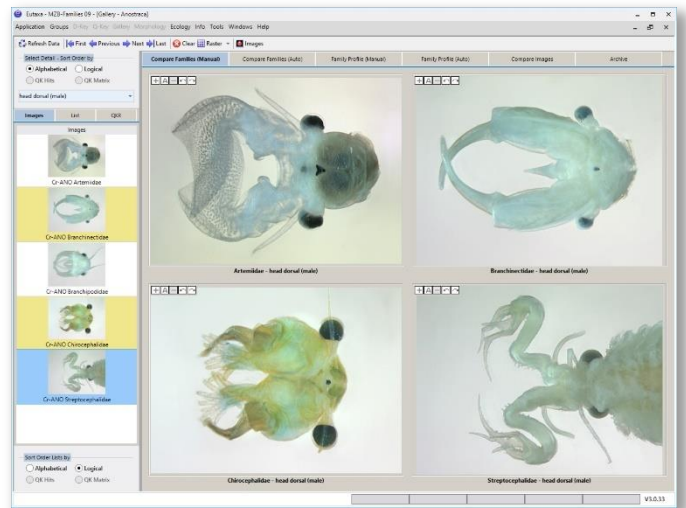 Eutaxa - MZB-Families 09 - [Gallery - Anostraca]
Application Groups D-Key Q-Key Gallery Morphology Ecology Info Tools Windows Help
Refresh Data First Previous Next Last Clear Raster Images
Select Detail - Sort Order by
Alphabetical Logical
QK Hits QK Matrix
head dorsal (male)
Images List QKR
Images
Cr-ANO Artemiidae
Cr-ANO Branchinectidae
Cr-ANO Branchipodidae
Cr-ANO Chirocephalidae
Cr-ANO Streptocephalidae
Sort Order Lists by
Alphabetical Logical
QK Hits QK Matrix
Compare Families (Manual) Compare Families (Auto) Family Profile (Manual) Family Profile (Auto) Compare Images Archive
Artemiidae - head dorsal (male)
Branchinectidae - head dorsal (male)
Chirocephalidae - head dorsal (male)
Streptocephalidae - head dorsal (male)
V5.0.33